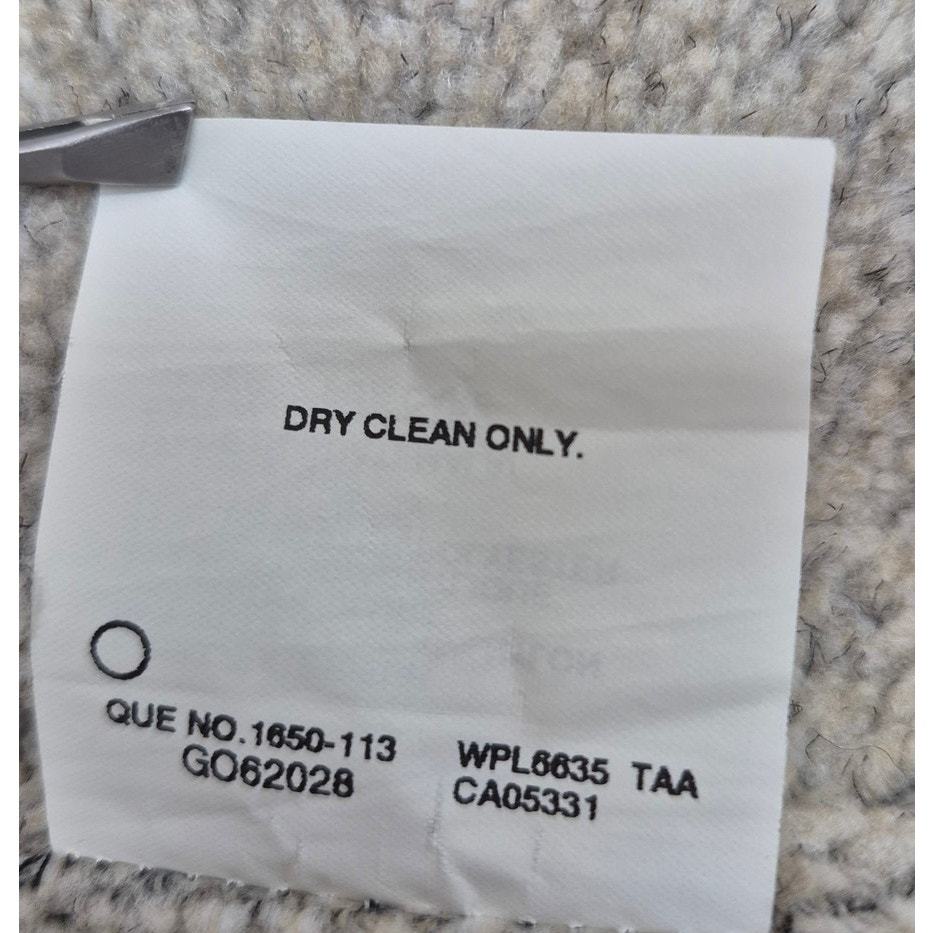 DRY CLEAN ONLY.
QUE NO.1650-113 WPL6635 TAA
GO62028 CA05331